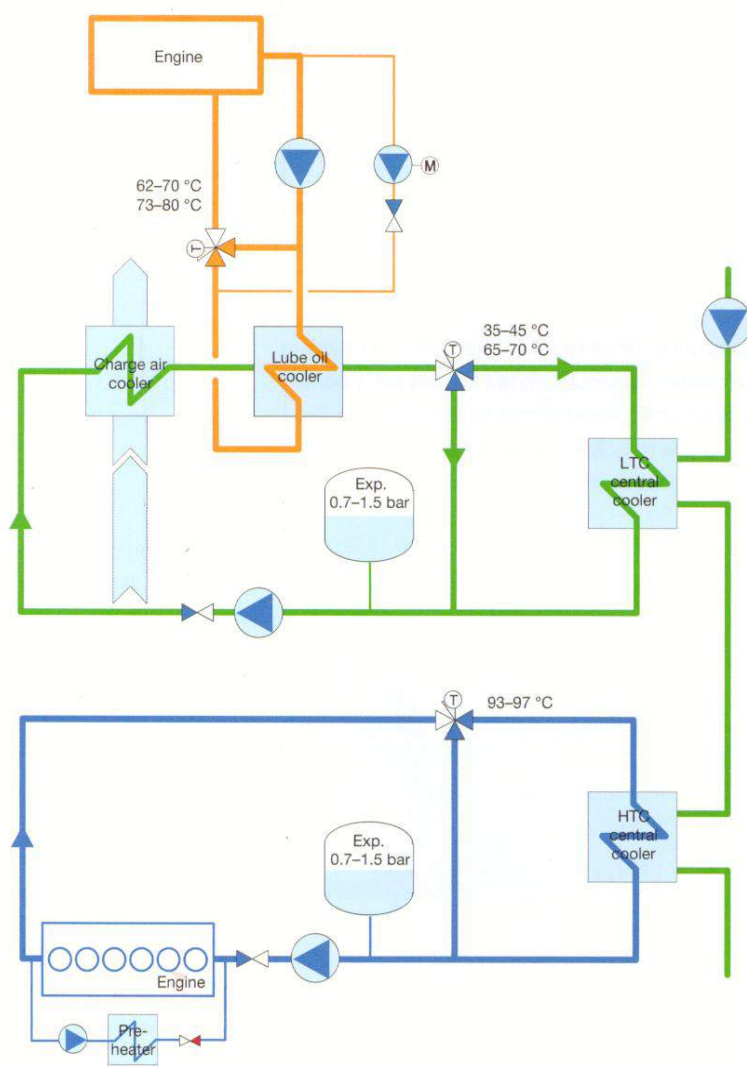 Engine
M
62–70 °C
73–80 °C
T
Charge air
cooler
Lube oil
cooler
35–45 °C
65–70 °C
T
LTC
central
cooler
Exp.
0.7–1.5 bar
T
93–97 °C
HTC
central
cooler
Exp.
0.7–1.5 bar
Engine
Pre-
heater